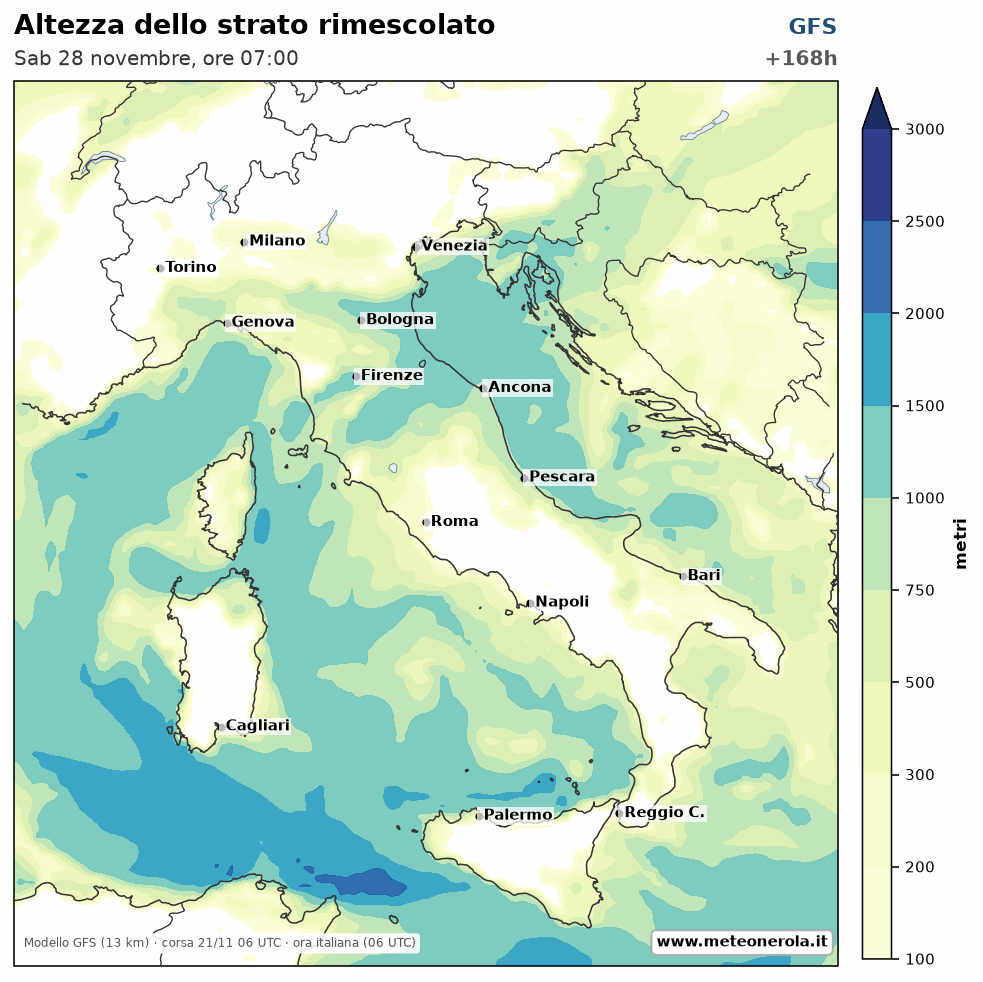 Altezza dello strato rimescolato
GFS
Sab 28 novembre, ore 07:00
+168h
3000
2500
2000
1500
1000
750
500
300
200
100
metri
Milano
Venezia
Torino
Genova
Bologna
Firenze
Ancona
Pescara
Roma
Bari
Napoli
Cagliari
Palermo
Reggio C.
Modello GFS (13 km) · corsa 21/11 06 UTC · ora italiana (06 UTC)
www.meteonerola.it